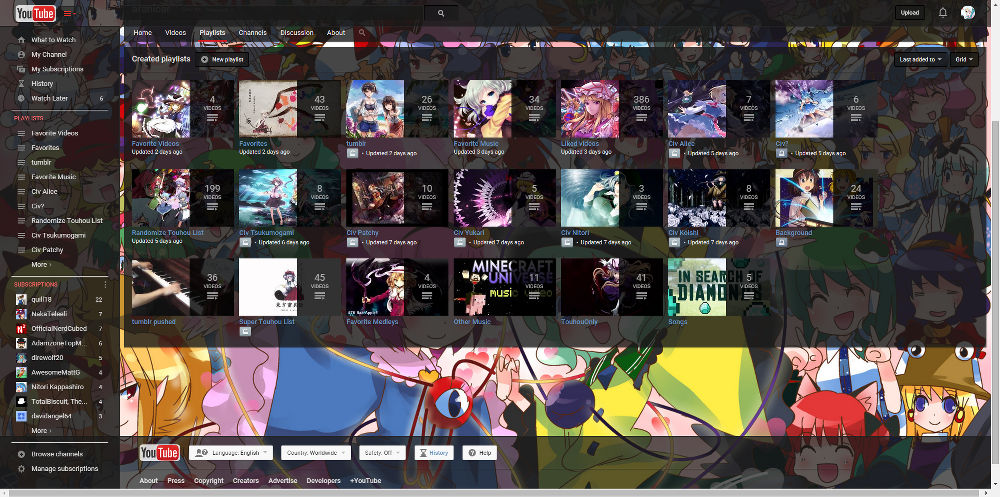 YouTube
Upload
Home Videos Playlists Channels Discussion About
What to Watch
My Channel
My Subscriptions
History
Watch Later 6
PLAYLISTS
Favorite Videos
Favorites
tumblr
Favorite Music
Civ Alice
Civ?
Randomize Touhou List
Civ Tsukumogami
Civ Patchy
More ›
SUBSCRIPTIONS
quill18 22
NekaTeleeli 7
OfficialNerdCubed 7
AdamzoneTopM... 6
direwolf20 5
AwesomeMattG 4
Nitori Kappashiro 4
TotalBiscuit, The... 4
davidangel64 3
More ›
Browse channels
Manage subscriptions
Created playlists
New playlist
Last added to
Grid
4 VIDEOS
43 VIDEOS
26 VIDEOS
34 VIDEOS
386 VIDEOS
7 VIDEOS
6 VIDEOS
Favorite Videos
Updated 2 days ago
Favorites
Updated 2 days ago
tumblr
• Updated 2 days ago
Favorite Music
Updated 3 days ago
Liked videos
Updated 3 days ago
Civ Alice
• Updated 5 days ago
Civ?
• Updated 5 days ago
199 VIDEOS
8 VIDEOS
10 VIDEOS
5 VIDEOS
3 VIDEOS
8 VIDEOS
24 VIDEOS
Randomize Touhou List
Updated 5 days ago
Civ Tsukumogami
• Updated 6 days ago
Civ Patchy
• Updated 7 days ago
Civ Yukari
• Updated 7 days ago
Civ Nitori
• Updated 7 days ago
Civ Koishi
• Updated 7 days ago
Background
36 VIDEOS
45 VIDEOS
4 VIDEOS
MINECRAFT
UNIVERSE
11 VIDEOS
41 VIDEOS
IN SEARCH OF
DIAMON
5 VIDEOS
tumblr pushed
Super Touhou List
Favorite Medleys
Other Music
TouhouOnly
Songs
YouTube
Language: English
Country: Worldwide
Safety: Off
History
Help
About Press Copyright Creators Advertise Developers +YouTube